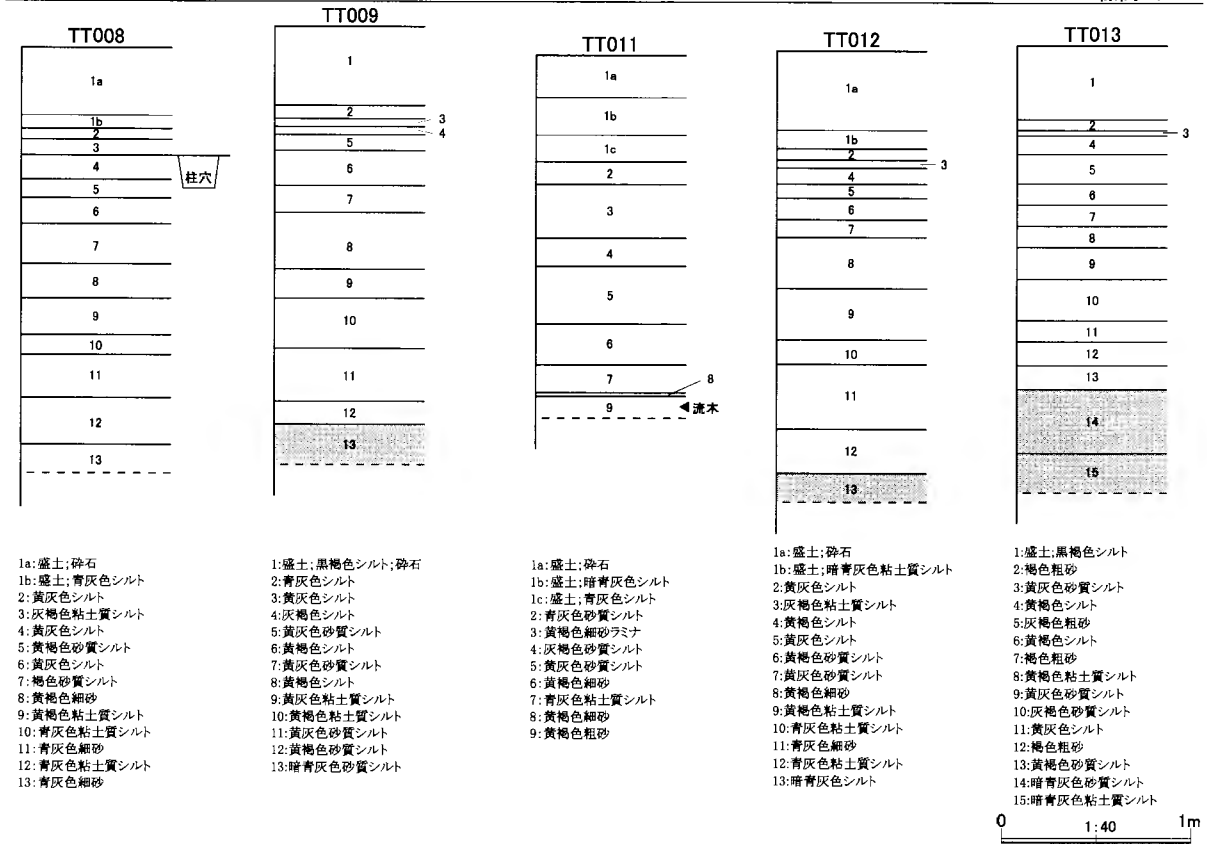 TT008
1a
1b
2
3
4
柱穴
5
6
7
8
9
10
11
12
13
1a:盛土;砕石
1b:盛土;青灰色シルト
2:黄灰色シルト
3:灰褐色粘土質シルト
4:黄灰色シルト
5:黄褐色砂質シルト
6:黄灰色シルト
7:褐色砂質シルト
8:黄褐色細砂
9:黄褐色粘土質シルト
10:青灰色粘土質シルト
11:青灰色細砂
12:青灰色粘土質シルト
13:青灰色細砂
TT009
1
2
3
4
5
6
7
8
9
10
11
12
13
1:盛土;黒褐色シルト;砕石
2:青灰色シルト
3:黄灰色シルト
4:灰褐色シルト
5:黄灰色砂質シルト
6:黄褐色シルト
7:黄灰色砂質シルト
8:黄褐色シルト
9:黄灰色粘土質シルト
10:黄褐色粘土質シルト
11:黄灰色砂質シルト
12:黄褐色粘土質シルト
13:暗青灰色砂質シルト
TT011
1a
1b
1c
2
3
4
5
6
7
8
9
◀流木
1a:盛土;砕石
1b:盛土;暗青灰色シルト
1c:盛土;青灰色シルト
2:青灰色砂質シルト
3:黄褐色細砂ラミナ
4:灰褐色砂質シルト
5:黄灰色砂質シルト
6:黄褐色細砂
7:青灰色粘土質シルト
8:黄褐色細砂
9:黄褐色粗砂
TT012
1a
1b
2
3
4
5
6
7
8
9
10
11
12
13
1a:盛土;砕石
1b:盛土;暗青灰色粘土質シルト
2:黄灰色シルト
3:灰褐色粘土質シルト
4:黄褐色シルト
5:黄灰色シルト
6:黄褐色砂質シルト
7:黄灰色砂質シルト
8:黄褐色細砂
9:黄褐色粘土質シルト
10:青灰色粘土質シルト
11:青灰色細砂
12:青灰色粘土質シルト
13:暗青灰色シルト
TT013
1
2
3
4
5
6
7
8
9
10
11
12
13
14
15
1:盛土;黒褐色シルト
2:褐色粗砂
3:黄灰色砂質シルト
4:黄褐色シルト
5:灰褐色粗砂
6:黄褐色シルト
7:褐色粗砂
8:黄褐色粘土質シルト
9:黄灰色砂質シルト
10:灰褐色砂質シルト
11:黄灰色シルト
12:褐色粗砂
13:黄褐色砂質シルト
14:暗青灰色砂質シルト
15:暗青灰色粘土質シルト
0 1:40 1m